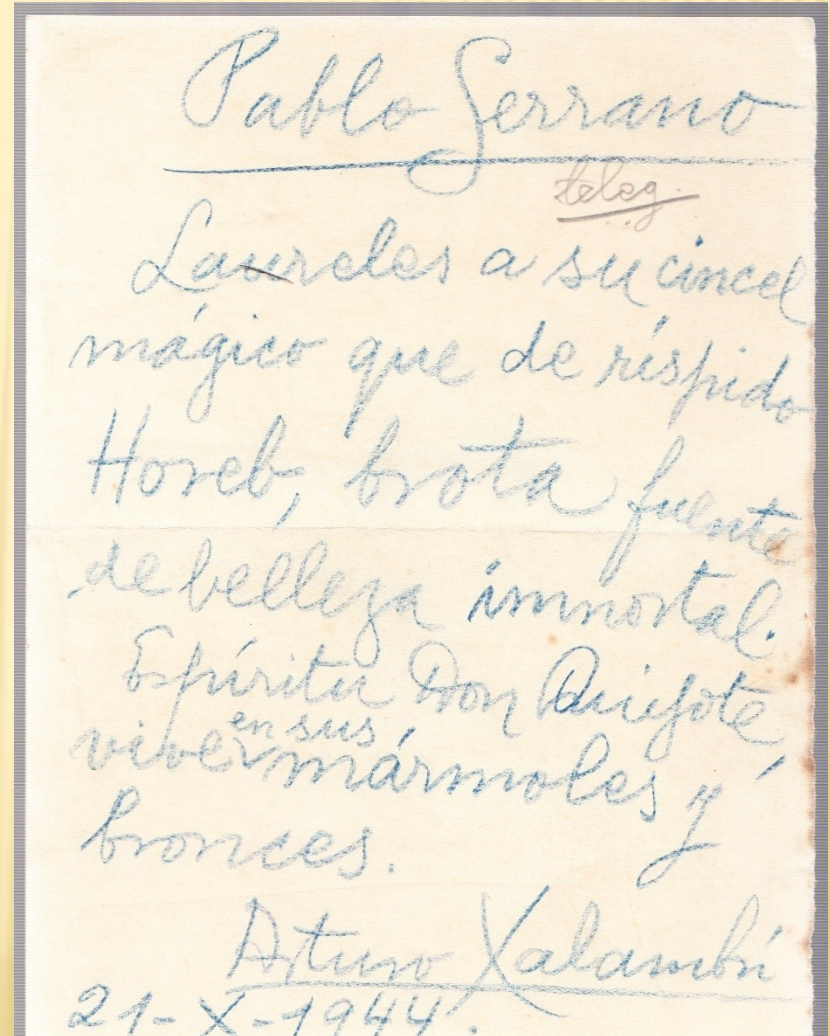 Pablo Serrano
teleg.
Laureles a su cincel
mágico que de ríspido
Horeb, brota fuente
de belleza inmortal.
Espíritu Don Quijote,
vive en sus mármoles y
bronces.
Arturo Xalambrí
21-X-1944.